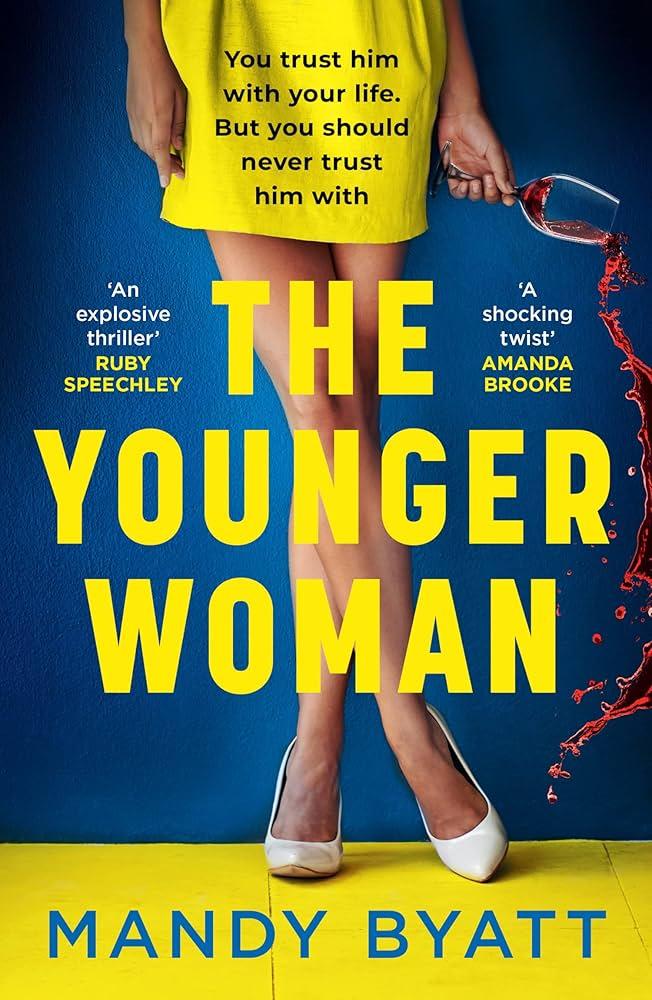 You trust him
with your life.
But you should
never trust
him with
‘An
explosive
thriller’
RUBY
SPEECHLEY
‘A
shocking
twist’
AMANDA
BROOKE
THE
YOUNGER
WOMAN
MANDY BYATT